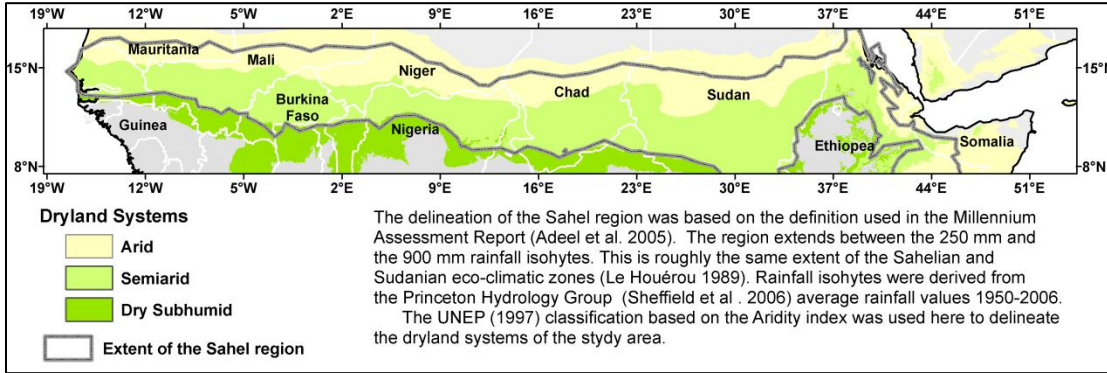 19°W 12°W 5°W 2°E 9°E 16°E 23°E 30°E 37°E 44°E 51°E
Mauritania
Mali
Niger
15°N
15°N
Chad
Sudan
Burkina
Faso
Guinea
Nigeria
Ethiopea
Somalia
8°N
8°N
19°W 12°W 5°W 2°E 9°E 16°E 23°E 30°E 37°E 44°E 51°E
Dryland Systems
Arid
Semiarid
Dry Subhumid
Extent of the Sahel region
The delineation of the Sahel region was based on the definition used in the Millennium
Assessment Report (Adeel et al. 2005). The region extends between the 250 mm and
the 900 mm rainfall isohytes. This is roughly the same extent of the Sahelian and
Sudanian eco-climatic zones (Le Houérou 1989). Rainfall isohytes were derived from
the Princeton Hydrology Group (Sheffield et al . 2006) average rainfall values 1950-2006.
The UNEP (1997) classification based on the Aridity index was used here to delineate
the dryland systems of the stydy area.